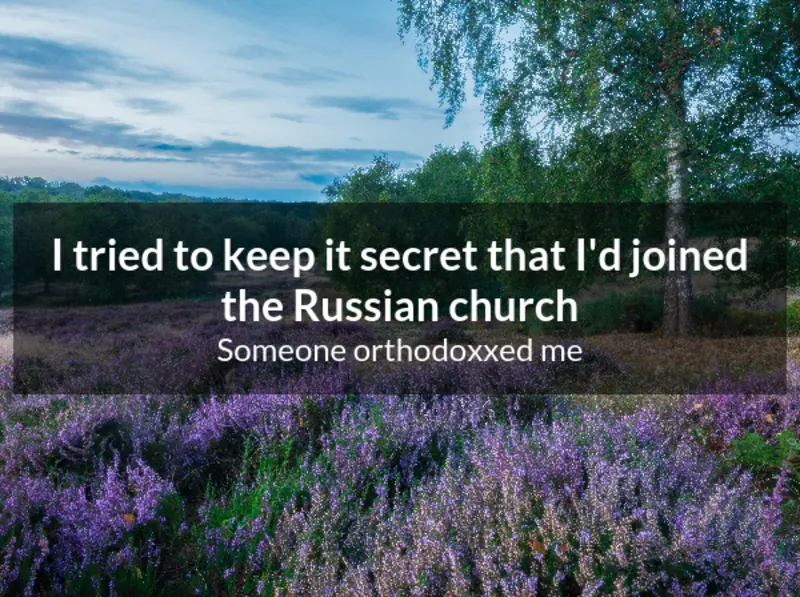 I tried to keep it secret that I'd joined
the Russian church
Someone orthodoxxed me